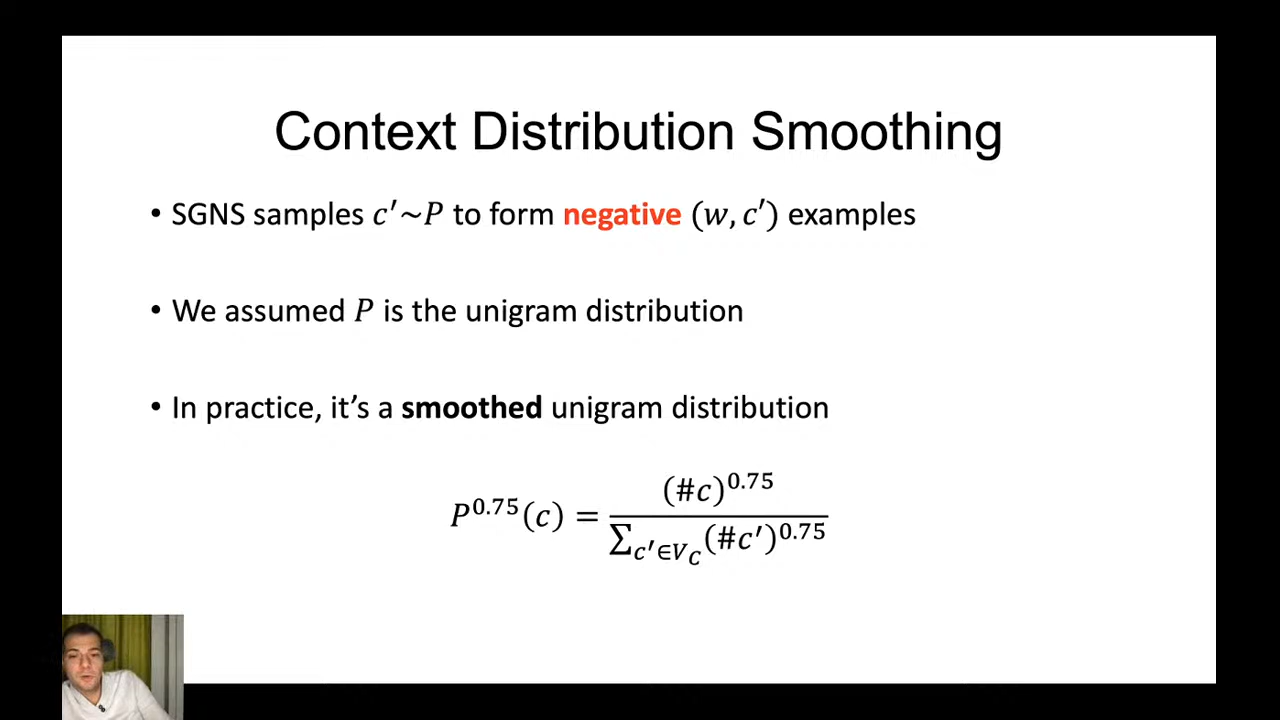 Context Distribution Smoothing
• SGNS samples 𝑐′~𝑃 to form negative (𝑤, 𝑐′) examples
• We assumed 𝑃 is the unigram distribution
• In practice, it’s a smoothed unigram distribution
𝑃^0.75(𝑐) = (#𝑐)^0.75 / ∑_{𝑐′∈𝑉_𝐶}(#𝑐′)^0.75